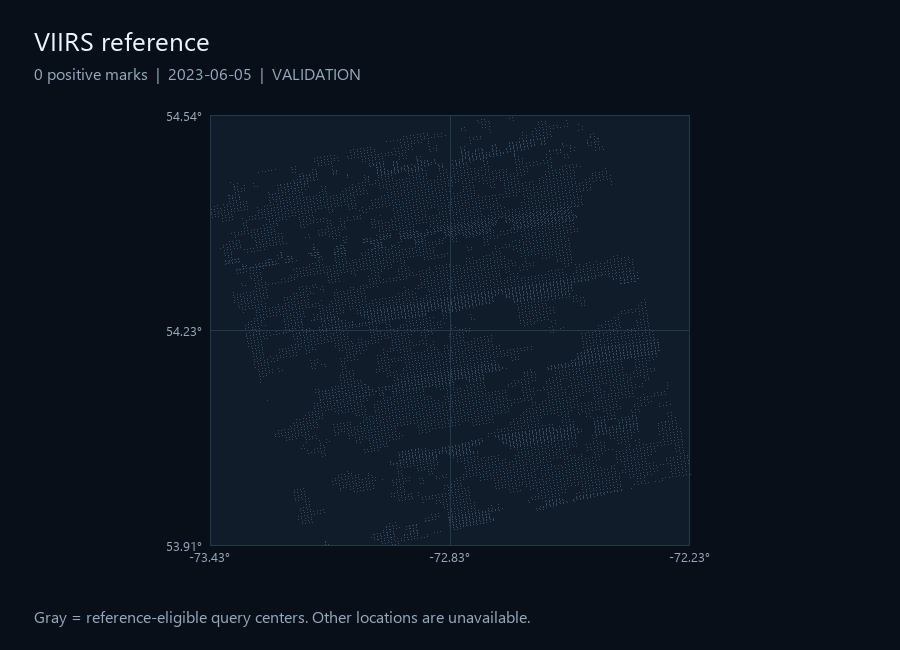 VIIRS reference
0 positive marks | 2023-06-05 | VALIDATION
54.54°
54.23°
53.91°
-73.43°
-72.83°
-72.23°
Gray = reference-eligible query centers. Other locations are unavailable.